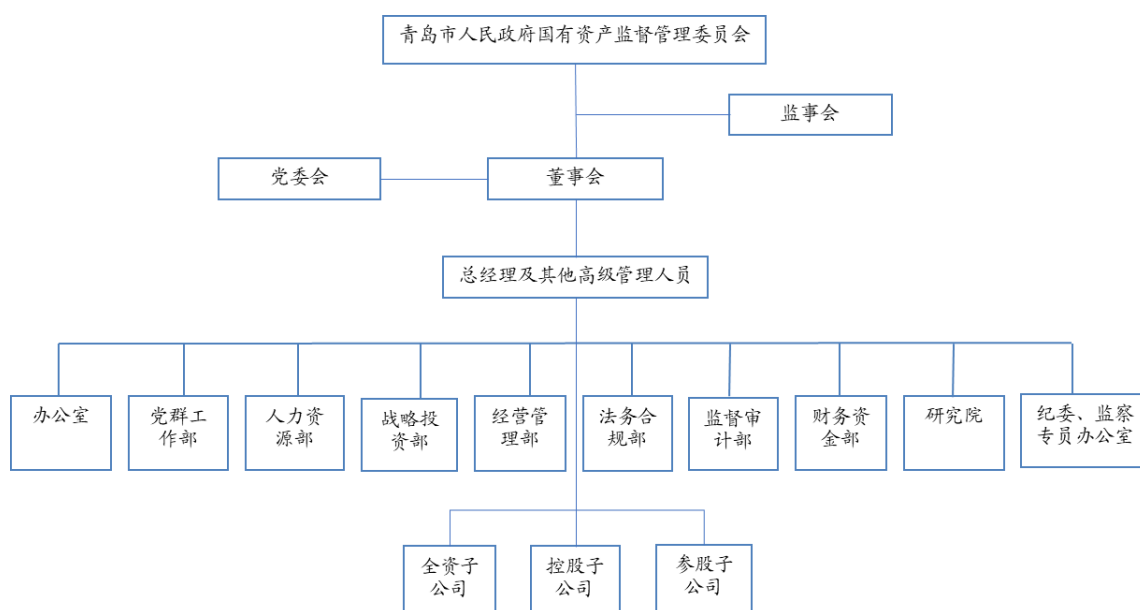 青岛市人民政府国有资产监督管理委员会
监事会
党委会
董事会
总经理及其他高级管理人员
办公室
党群工
作部
人力资
源部
战略投
资部
经营管
理部
法务合
规部
监督审
计部
财务资
金部
研究院
纪委、监察
专员办公室
全资子
公司
控股子
公司
参股子
公司